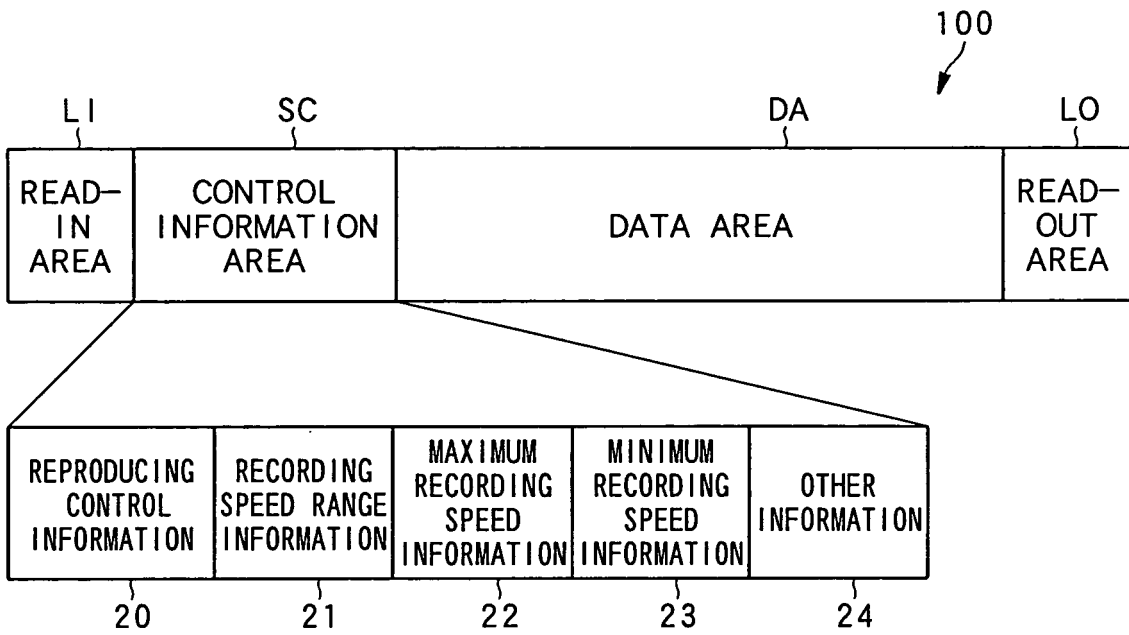 100
LI SC DA LO
READ-
IN
AREA
CONTROL
INFORMATION
AREA
DATA AREA
READ-
OUT
AREA
REPRODUCING
CONTROL
INFORMATION
RECORDING
SPEED RANGE
INFORMATION
MAXIMUM
RECORDING
SPEED
INFORMATION
MINIMUM
RECORDING
SPEED
INFORMATION
OTHER
INFORMATION
20 21 22 23 24